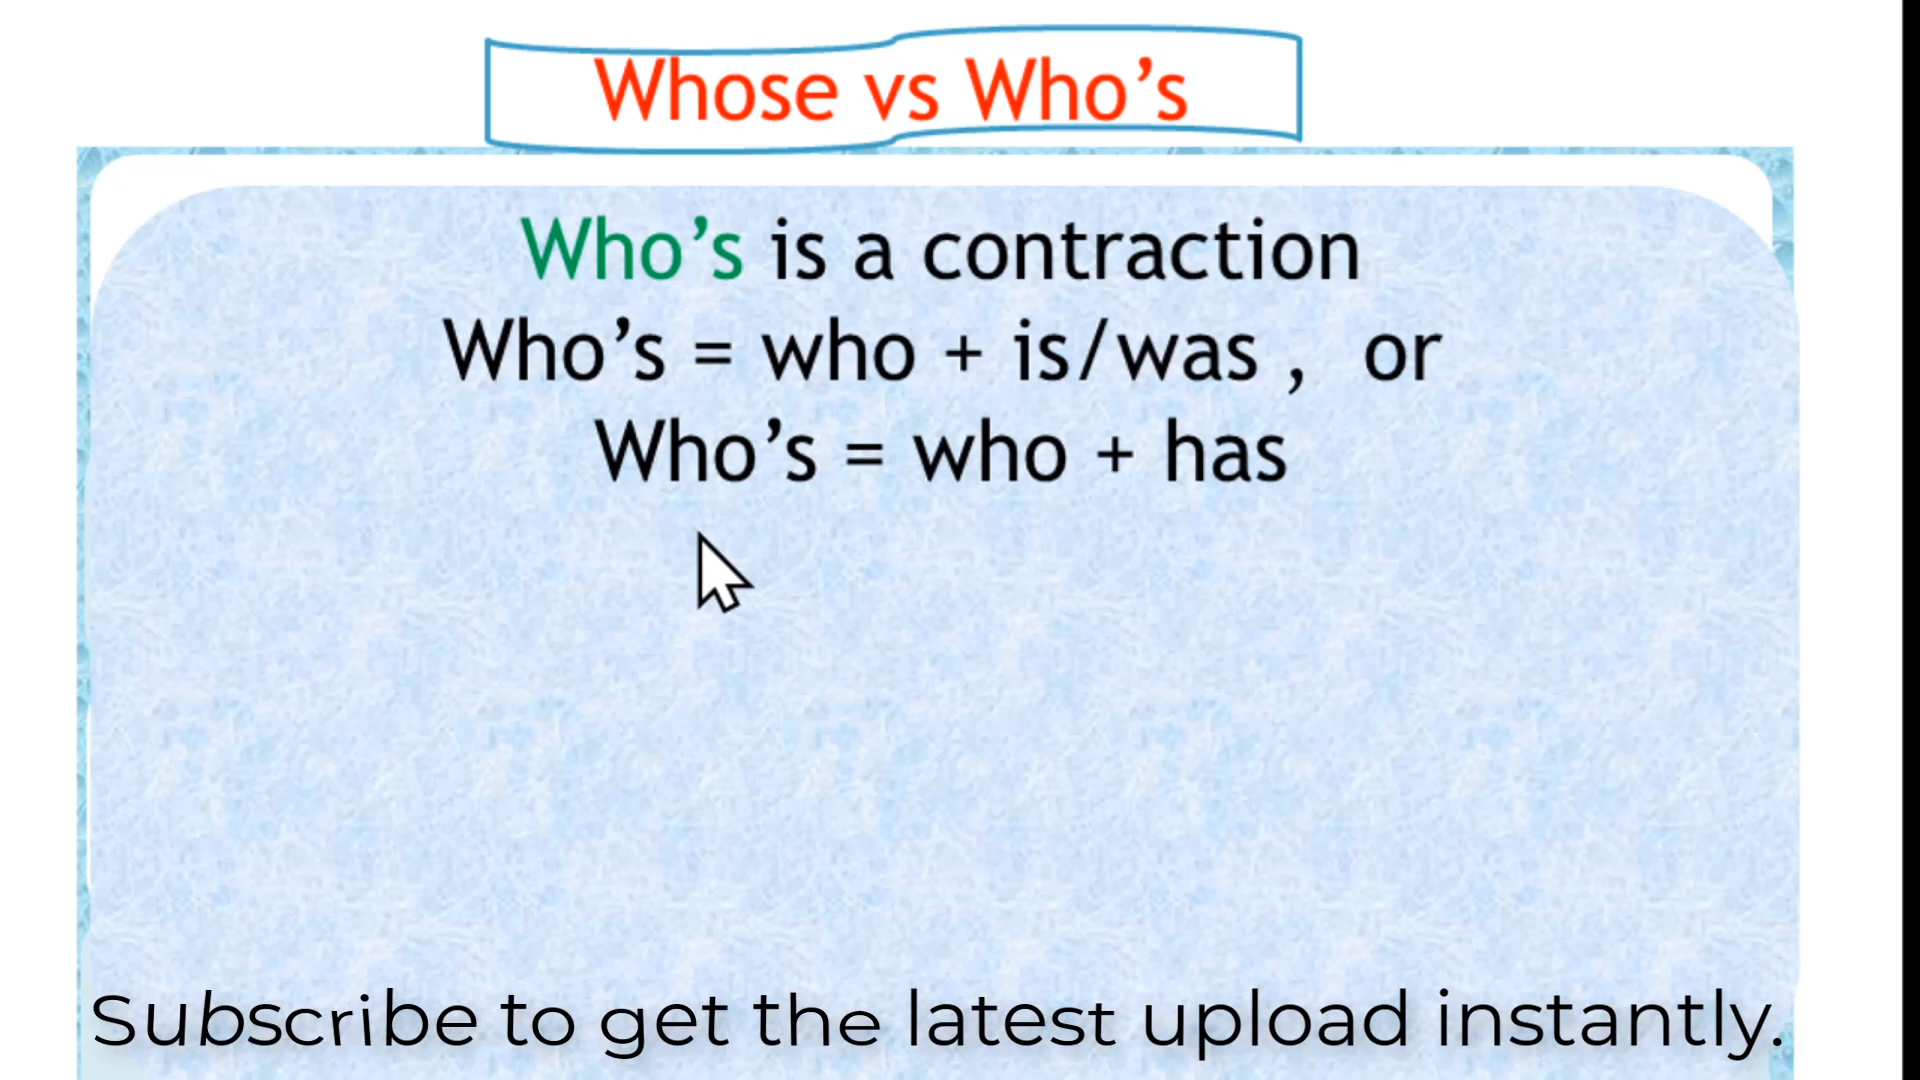 Whose vs Who’s
Who’s is a contraction
Who’s = who + is/was , or
Who’s = who + has
Subscribe to get the latest upload instantly.